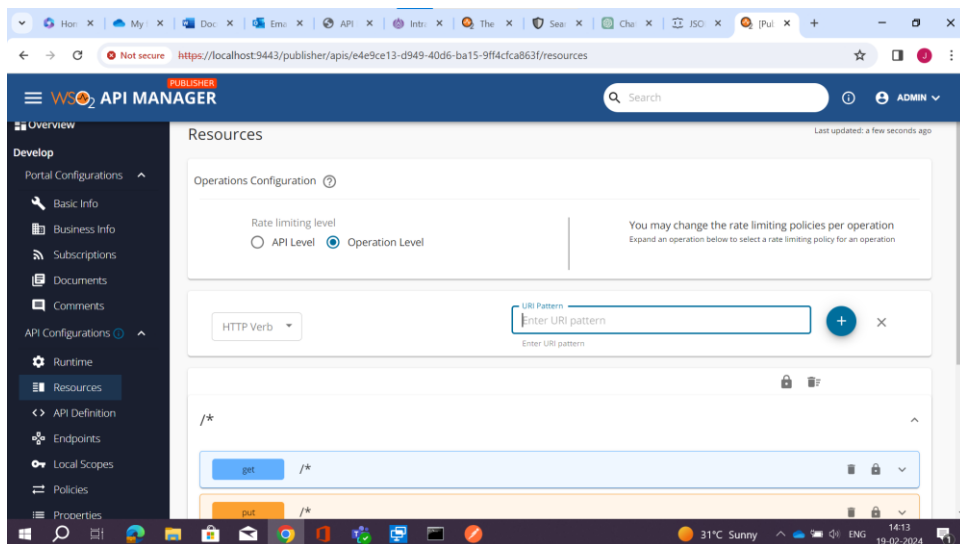 Hon
My
Doc
Ema
API
Intr
The
Sea
Cha
JSO
[Pul
Not secure https://localhost:9443/publisher/apis/e4e9ce13-d949-40d6-ba15-9ff4cfca863f/resources
J
WSO2 API MANAGER
PUBLISHER
Search
ADMIN
Overview
Develop
Portal Configurations
Basic Info
Business Info
Subscriptions
Documents
Comments
API Configurations
Runtime
Resources
API Definition
Endpoints
Local Scopes
Policies
Properties
Resources
Last updated: a few seconds ago
Operations Configuration
Rate limiting level
API Level
Operation Level
You may change the rate limiting policies per operation
Expand an operation below to select a rate limiting policy for an operation
HTTP Verb
URI Pattern
Enter URI pattern
Enter URI pattern
/*
get /*
put /*
31°C Sunny
ENG
14:13
19-02-2024